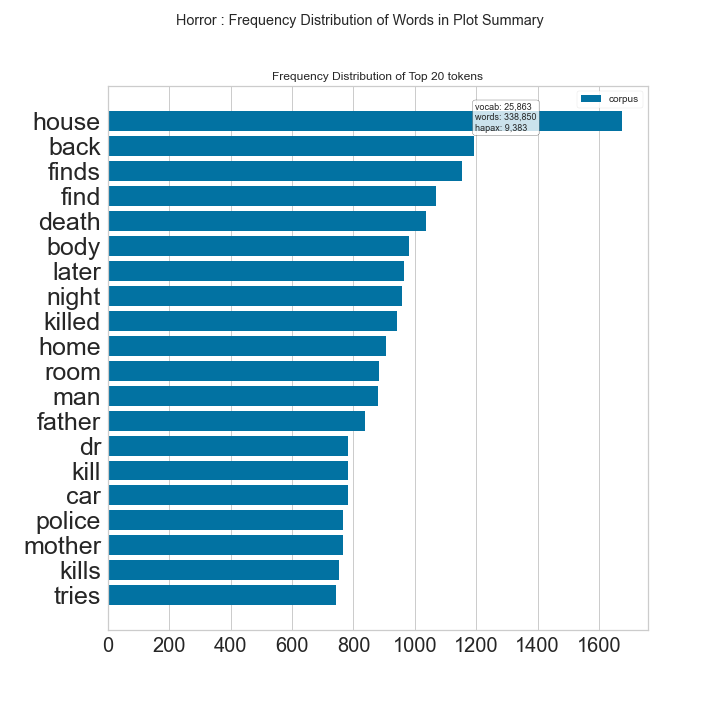 Horror : Frequency Distribution of Words in Plot Summary
Frequency Distribution of Top 20 tokens
corpus
vocab: 25,863
words: 338,850
hapax: 9,383
house
back
finds
find
death
body
later
night
killed
home
room
man
father
dr
kill
car
police
mother
kills
tries
0 200 400 600 800 1000 1200 1400 1600